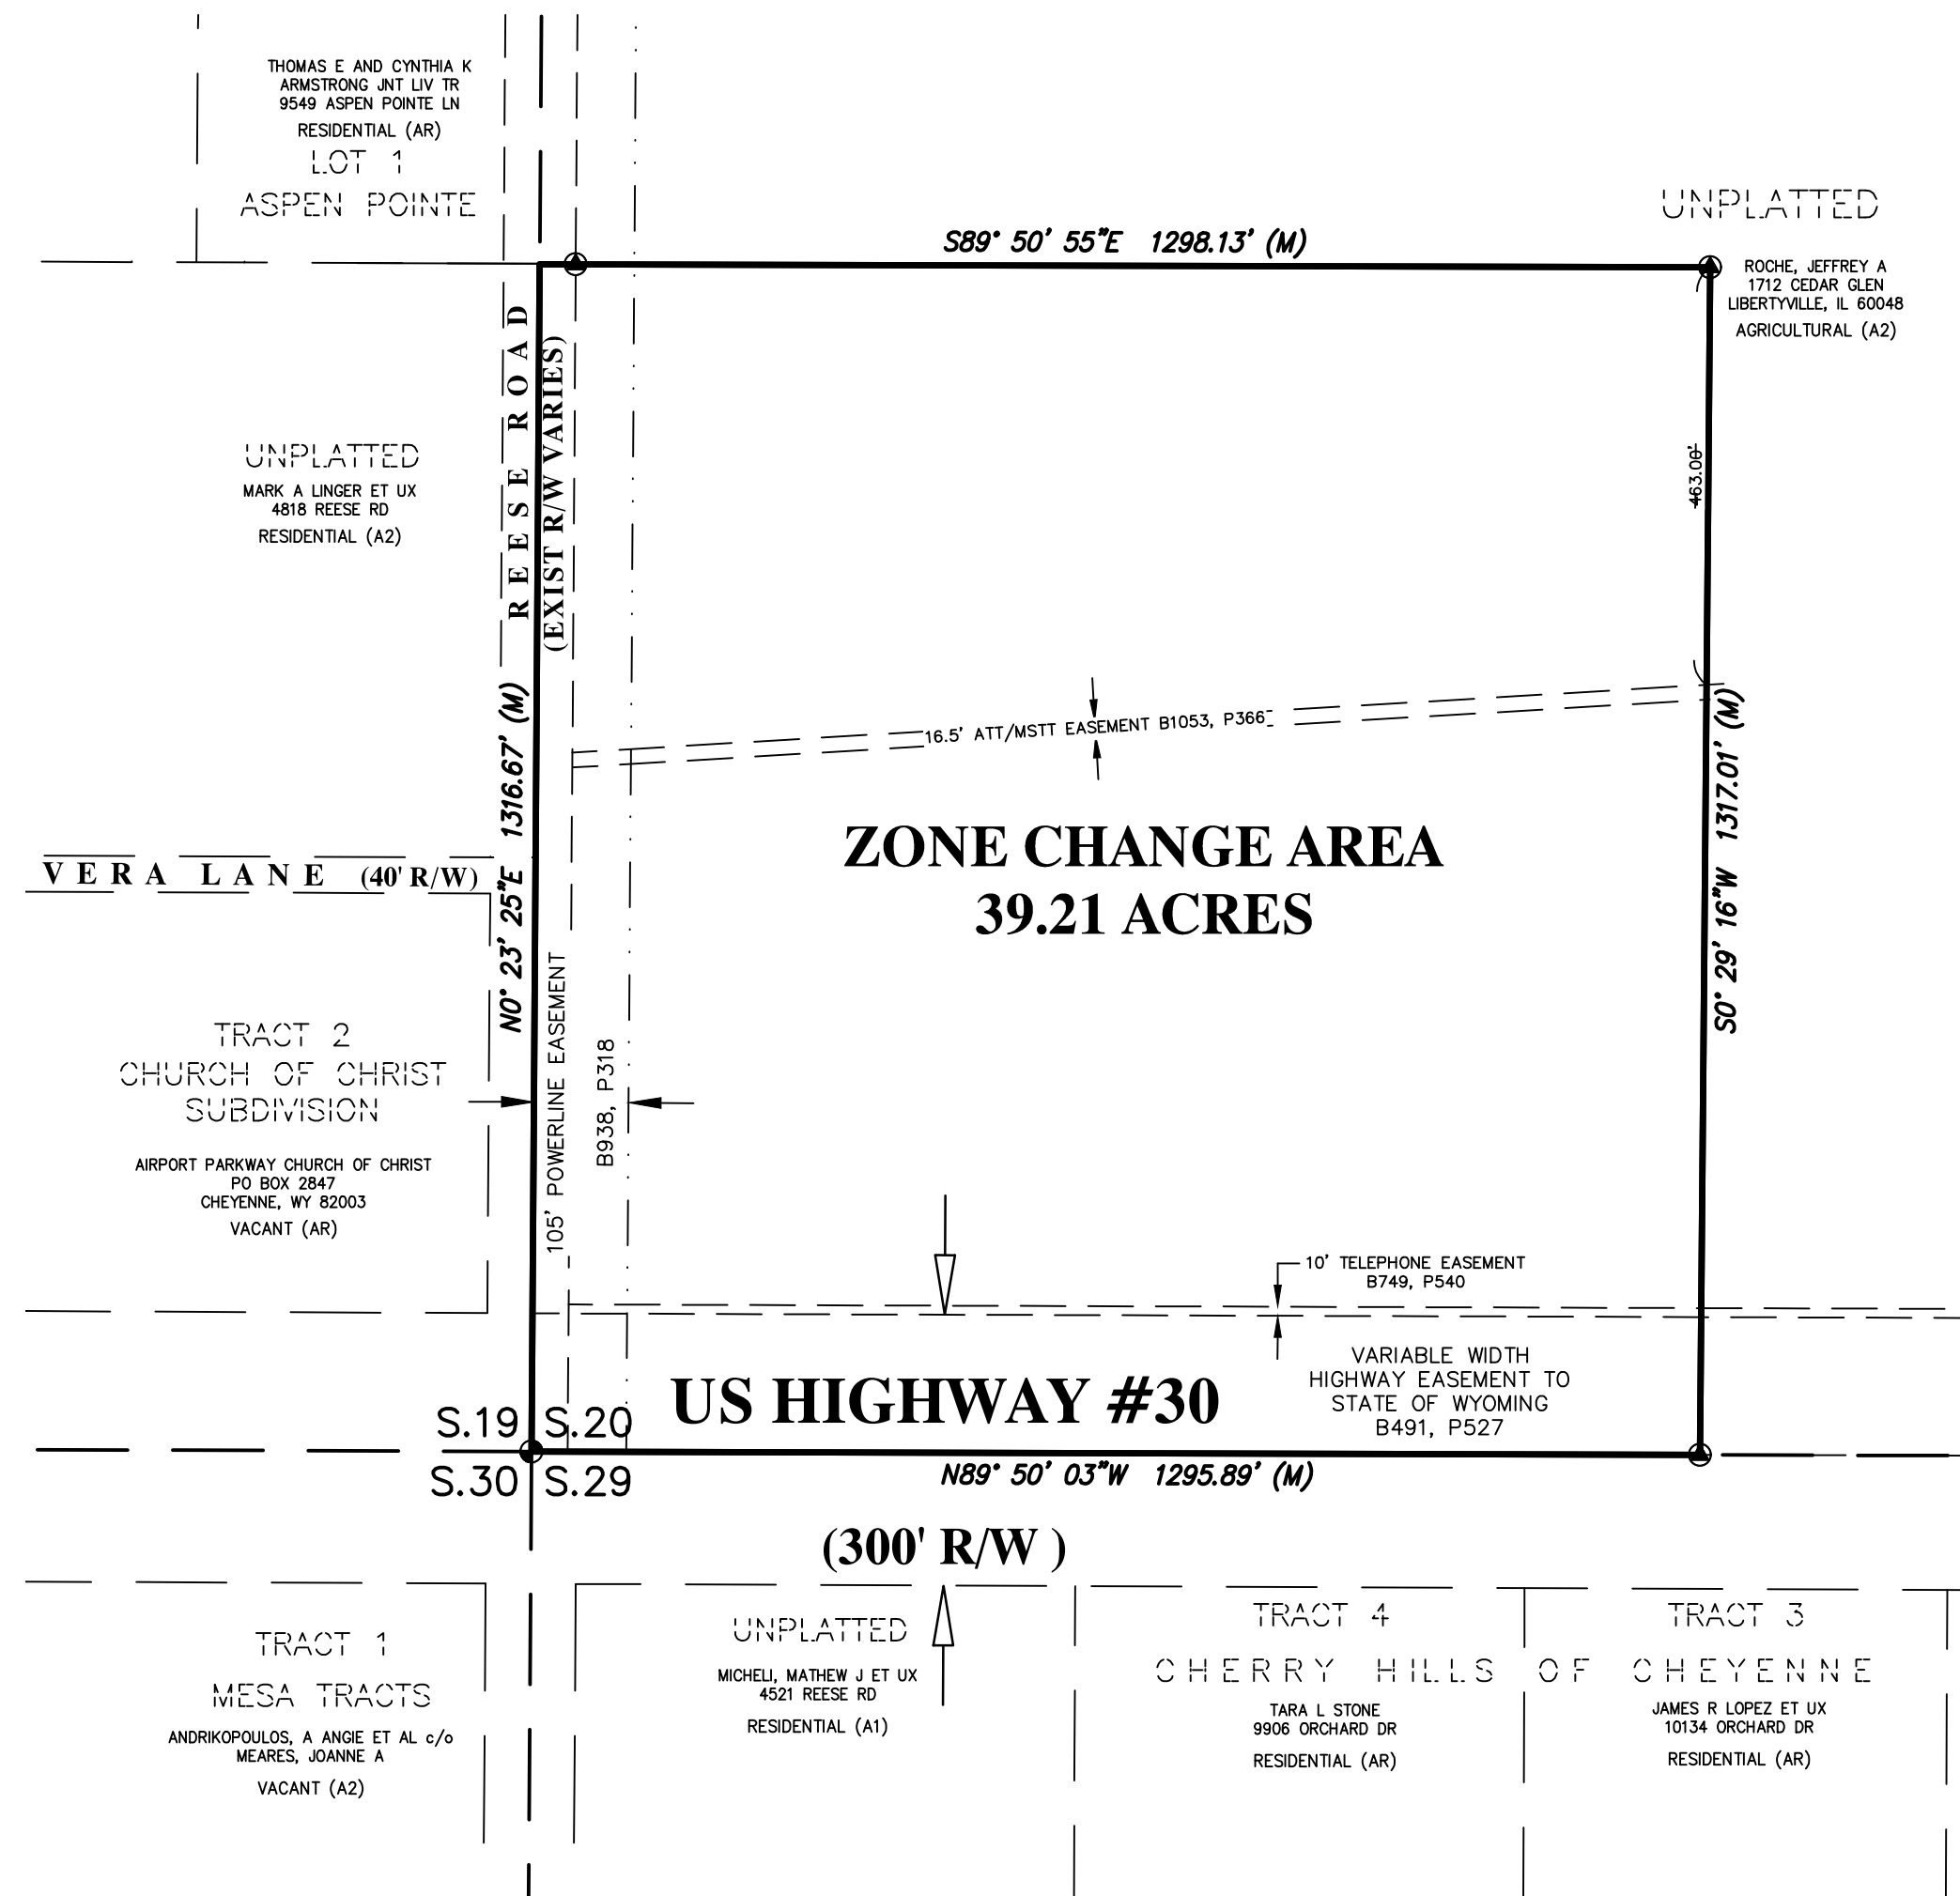 THOMAS E AND CYNTHIA K
ARMSTRONG JNT LIV TR
9549 ASPEN POINTE LN
RESIDENTIAL (AR)
LOT 1
ASPEN POINTE
UNPLATTED
S89° 50' 55"E 1298.13' (M)
ROCHE, JEFFREY A
1712 CEDAR GLEN
LIBERTYVILLE, IL 60048
AGRICULTURAL (A2)
REESE ROAD
(EXIST R/W VARIES)
463.00'
UNPLATTED
MARK A LINGER ET UX
4818 REESE RD
RESIDENTIAL (A2)
N0° 23' 25"E 1316.67' (M)
16.5' ATT/MSTT EASEMENT B1053, P366
S0° 29' 16"W 1317.01' (M)
ZONE CHANGE AREA
39.21 ACRES
VERA LANE (40' R/W)
105' POWERLINE EASEMENT
B938, P318
TRACT 2
CHURCH OF CHRIST
SUBDIVISION
AIRPORT PARKWAY CHURCH OF CHRIST
PO BOX 2847
CHEYENNE, WY 82003
VACANT (AR)
10' TELEPHONE EASEMENT
B749, P540
VARIABLE WIDTH
HIGHWAY EASEMENT TO
STATE OF WYOMING
B491, P527
US HIGHWAY #30
S.19 S.20
S.30 S.29
N89° 50' 03"W 1295.89' (M)
(300' R/W )
TRACT 1
MESA TRACTS
ANDRIKOPOULOS, A ANGIE ET AL c/o
MEARES, JOANNE A
VACANT (A2)
UNPLATTED
MICHELI, MATHEW J ET UX
4521 REESE RD
RESIDENTIAL (A1)
TRACT 4
TRACT 3
CHERRY HILLS OF CHEYENNE
TARA L STONE
9906 ORCHARD DR
RESIDENTIAL (AR)
JAMES R LOPEZ ET UX
10134 ORCHARD DR
RESIDENTIAL (AR)